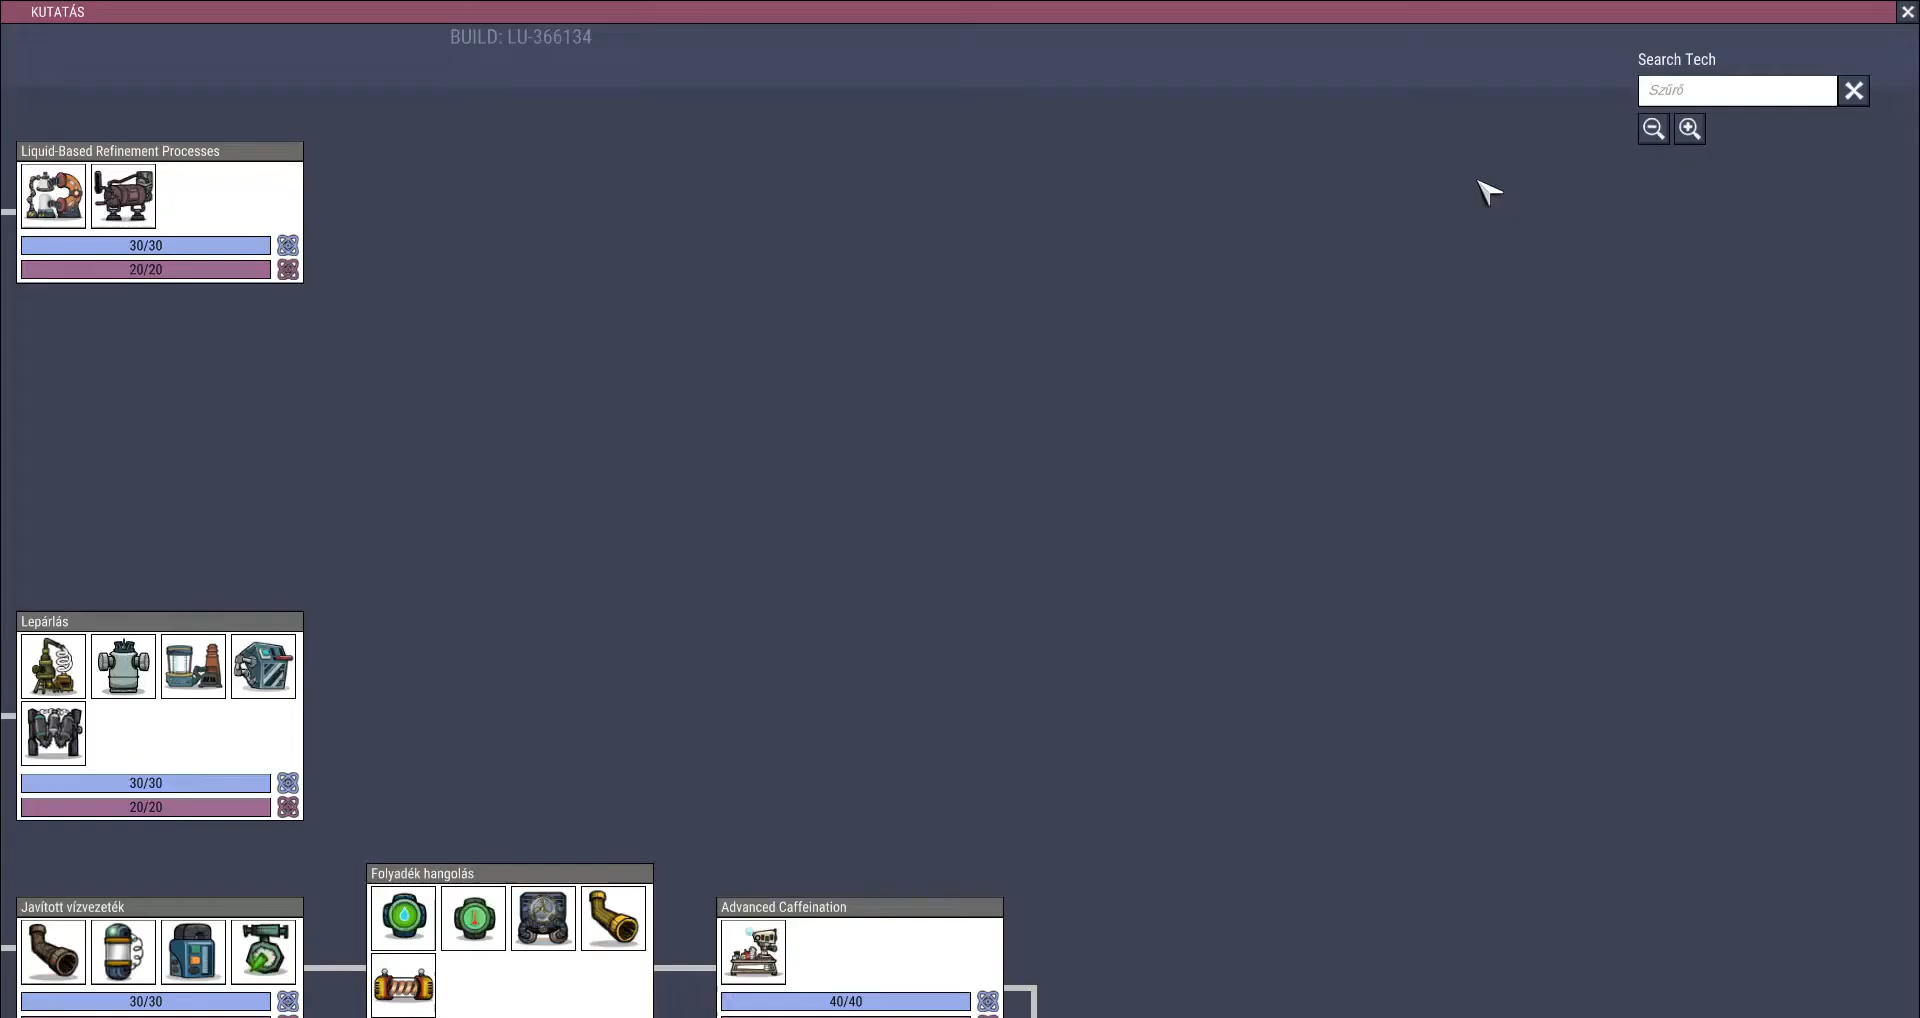 KUTATÁS
BUILD: LU-366134
Search Tech
Szűrő
Liquid-Based Refinement Processes
30/30
20/20
Lepárlás
30/30
20/20
Folyadék hangolás
Javított vízvezeték
30/30
Advanced Caffeination
40/40